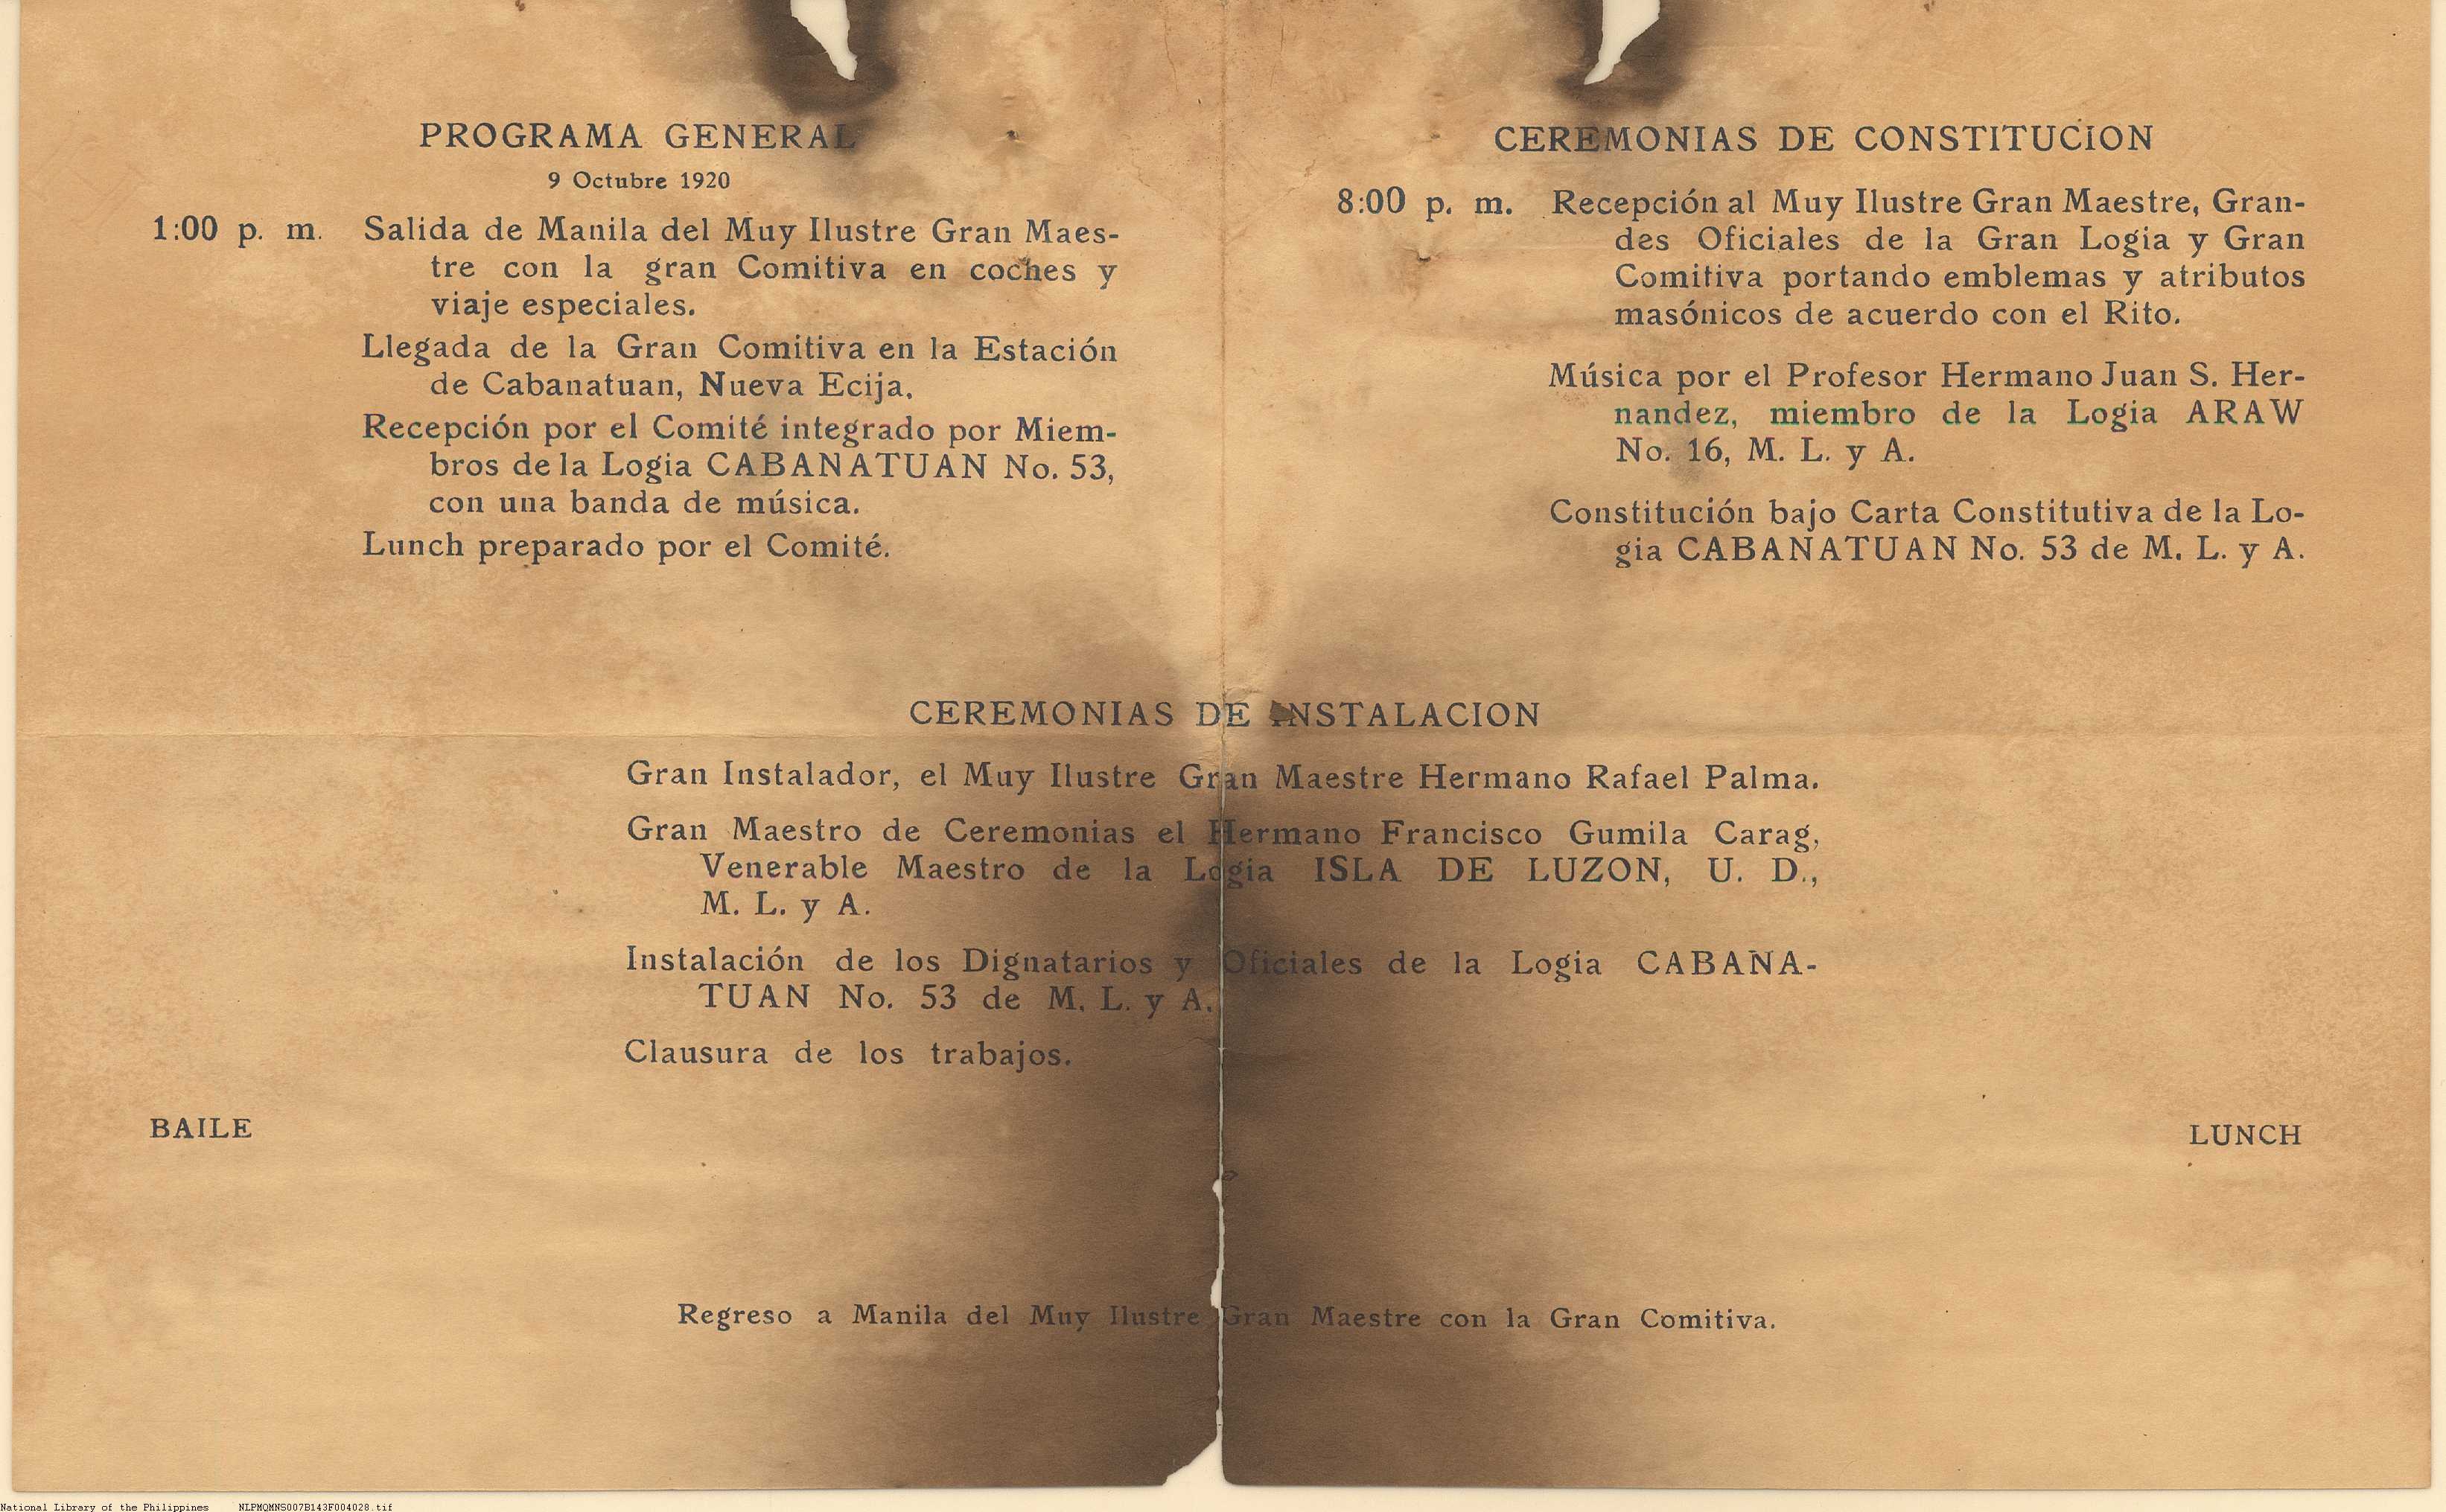 PROGRAMA GENERAL
9 Octubre 1920
1:00 p. m. Salida de Manila del Muy Ilustre Gran Maes-
tre con la gran Comitiva en coches y
viaje especiales.
Llegada de la Gran Comitiva en la Estación
de Cabanatuan, Nueva Ecija.
Recepción por el Comité integrado por Miem-
bros de la Logia CABANATUAN No. 53,
con una banda de música.
Lunch preparado por el Comité.
CEREMONIAS DE CONSTITUCION
8:00 p. m. Recepción al Muy Ilustre Gran Maestre, Gran-
des Oficiales de la Gran Logia y Gran
Comitiva portando emblemas y atributos
masónicos de acuerdo con el Rito.
Música por el Profesor Hermano Juan S. Her-
nandez, miembro de la Logia ARAW
No. 16, M. L. y A.
Constitución bajo Carta Constitutiva de la Lo-
gia CABANATUAN No. 53 de M. L. y A.
CEREMONIAS DE INSTALACION
Gran Instalador, el Muy Ilustre Gran Maestre Hermano Rafael Palma.
Gran Maestro de Ceremonias el Hermano Francisco Gumila Carag,
Venerable Maestro de la Logia ISLA DE LUZON, U. D.,
M. L. y A.
Instalación de los Dignatarios y Oficiales de la Logia CABANA-
TUAN No. 53 de M. L. y A.
Clausura de los trabajos.
BAILE
LUNCH
Regreso a Manila del Muy Ilustre Gran Maestre con la Gran Comitiva.
National Library of the Philippines NLPMQMNS007B143F004028.tif